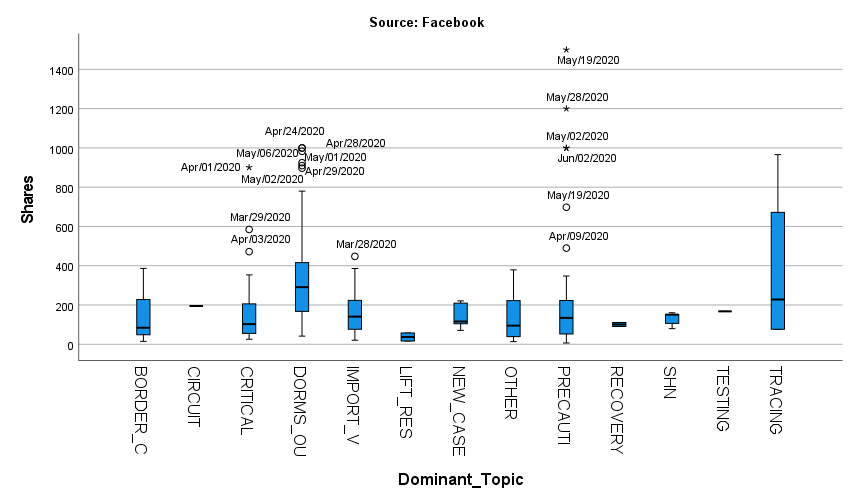 Source: Facebook
Shares
1400
1200
1000
800
600
400
200
0
May/19/2020
May/28/2020
Apr/24/2020
May/02/2020
Apr/28/2020
May/06/2020
May/01/2020
Jun/02/2020
Apr/01/2020
Apr/29/2020
May/02/2020
May/19/2020
Mar/29/2020
Apr/03/2020
Mar/28/2020
Apr/09/2020
BORDER_C
CIRCUIT
CRITICAL
DORMS_OU
IMPORT_V
LIFT_RES
NEW_CASE
OTHER
PRECAUTI
RECOVERY
SHN
TESTING
TRACING
Dominant_Topic